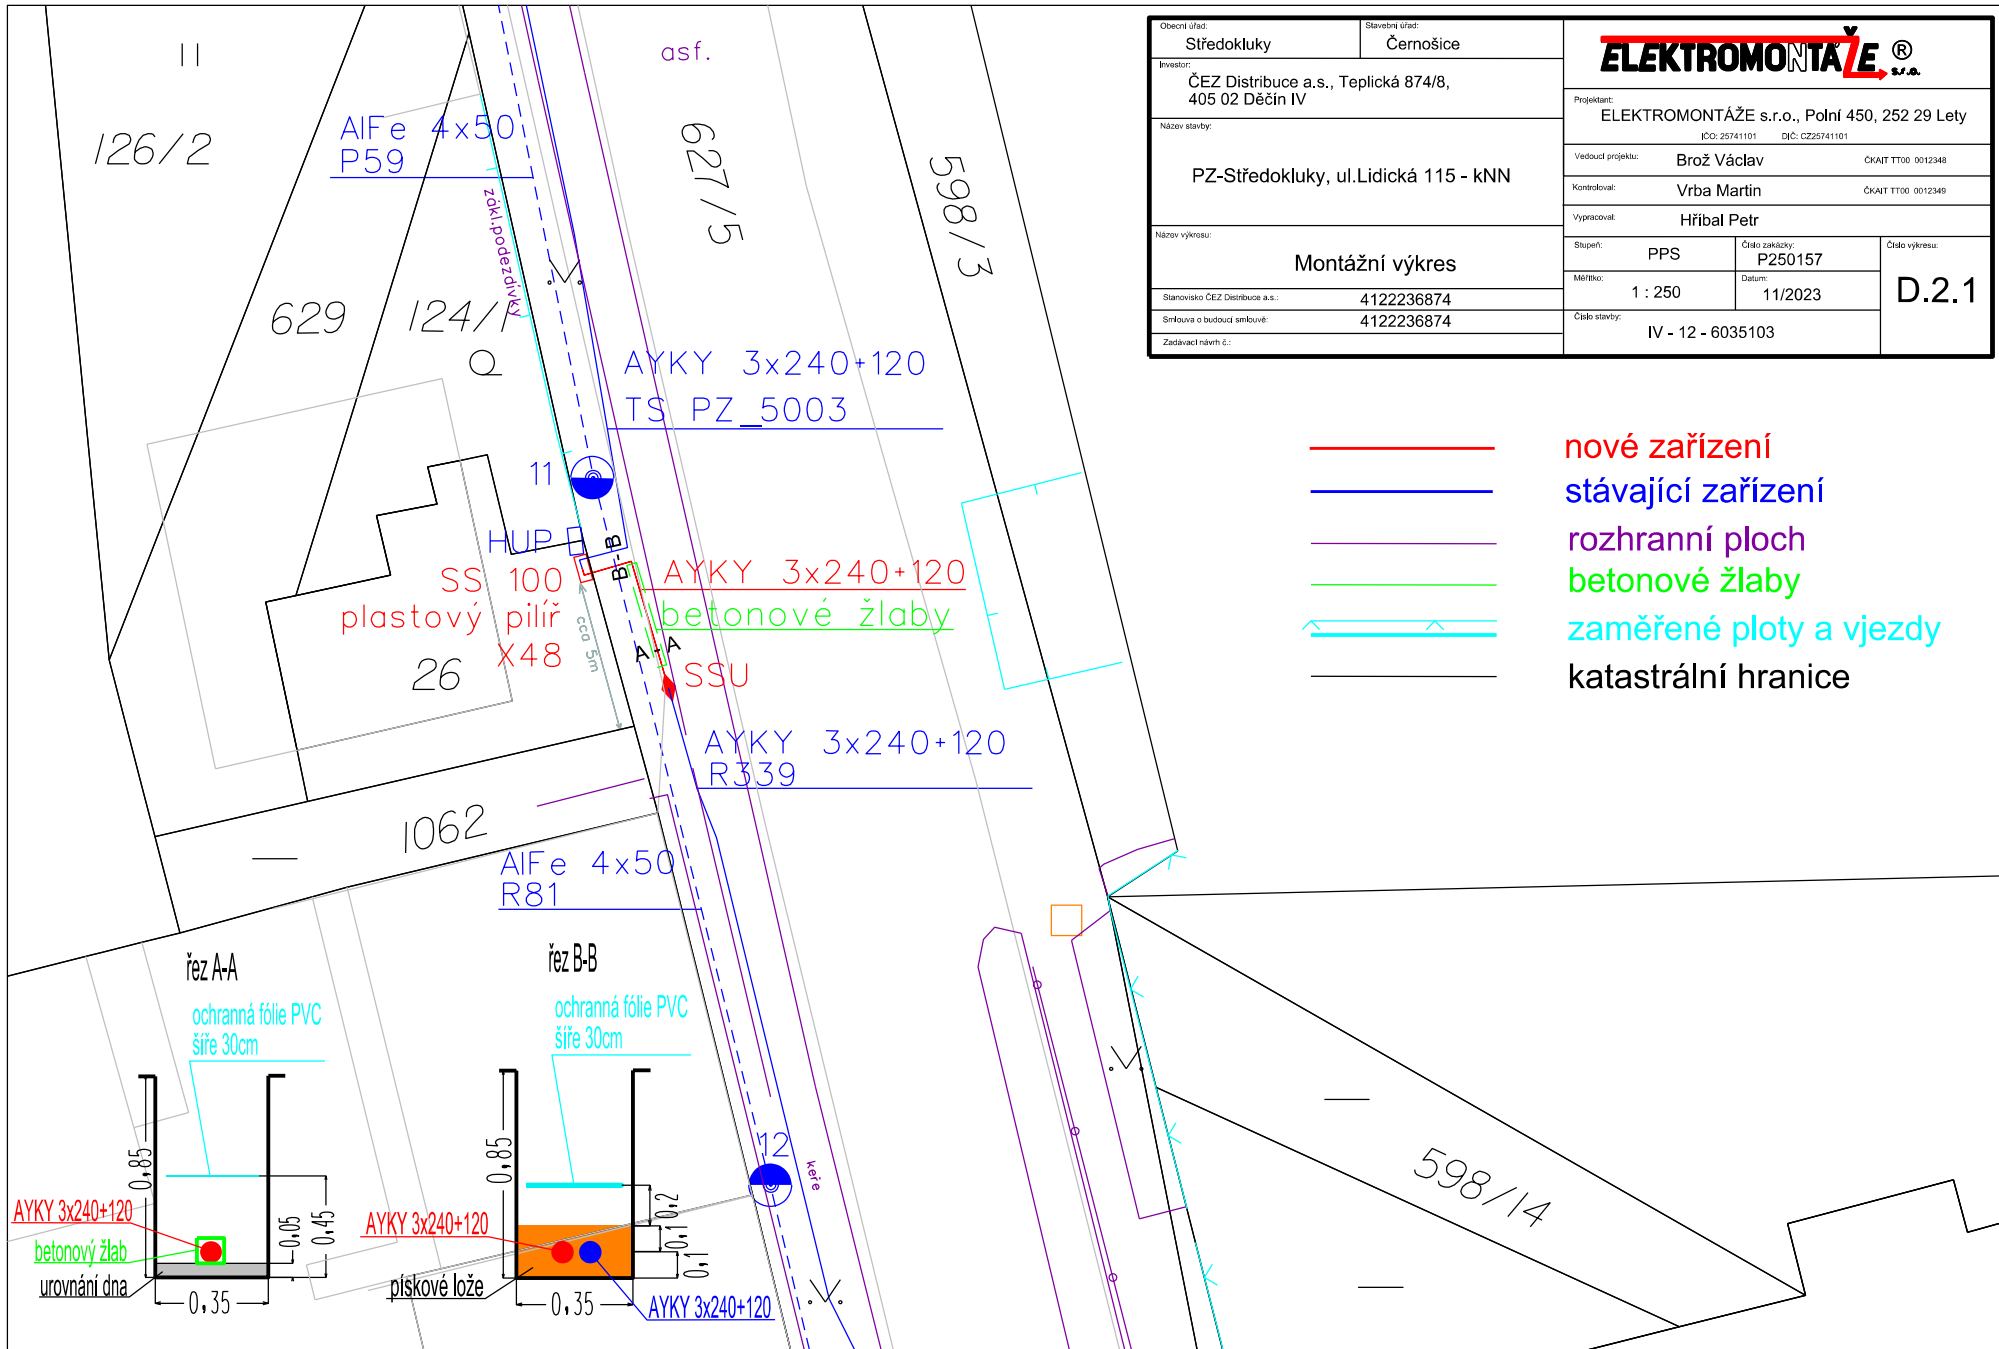 Obecní úřad:
Středokluky
Stavební úřad:
Černošice
Investor:
ČEZ Distribuce a.s., Teplická 874/8,
405 02 Děčín IV
Název stavby:
PZ-Středokluky, ul.Lidická 115 - kNN
Název výkresu:
Montážní výkres
Stanovisko ČEZ Distribuce a.s.:
4122236874
Smlouva o budoucí smlouvě:
4122236874
Zadávací návrh č.:
ELEKTROMONTÁŽE ®
s.r.o.
Projektant:
ELEKTROMONTÁŽE s.r.o., Polní 450, 252 29 Lety
IČO: 25741101 DIČ: CZ25741101
Vedoucí projektu:
Brož Václav
ČKAIT TT00 0012348
Kontroloval:
Vrba Martin
ČKAIT TT00 0012349
Vypracoval:
Hříbal Petr
Stupeň:
PPS
Číslo zakázky:
P250157
Číslo výkresu:
D.2.1
Měřítko:
1 : 250
Datum:
11/2023
Číslo stavby:
IV - 12 - 6035103
nové zařízení
stávající zařízení
rozhranní ploch
betonové žlaby
zaměřené ploty a vjezdy
katastrální hranice
asf.
126/2
AlFe 4x50
P59
627/5
598/3
zákl.podezdívky
629
124/1
AYKY 3x240+120
TS PZ_5003
11
HUP
B-B
SS 100
plastový pilíř
X48
AYKY 3x240+120
betonové žlaby
cca 5m
A-A
26
SSU
AYKY 3x240+120
R339
1062
AlFe 4x50
R81
12
keře
598/14
řez A-A
ochranná fólie PVC
šíře 30cm
0,85
AYKY 3x240+120
betonový žlab
urovnání dna
0,05
0,45
0,35
řez B-B
ochranná fólie PVC
šíře 30cm
0,85
AYKY 3x240+120
pískové lože
0,2
0,1
0,1
0,35
AYKY 3x240+120